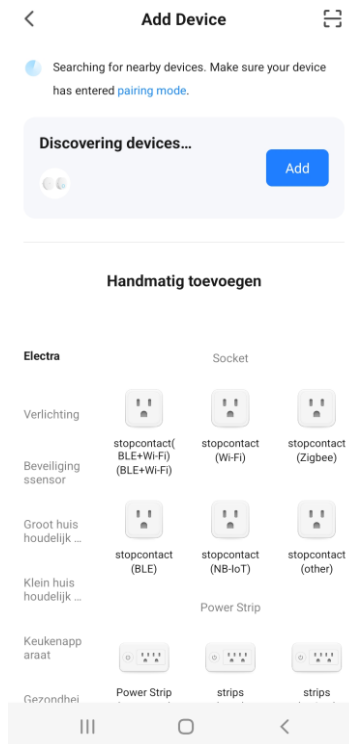 Add Device
Searching for nearby devices. Make sure your device
has entered pairing mode.
Discovering devices...
Add
Handmatig toevoegen
Electra
Verlichting
Beveiliging
ssensor
Groot huis
houdelijk ...
Klein huis
houdelijk ...
Keukenapp
araat
Gezondhei
Socket
stopcontact(
BLE+Wi-Fi)
(BLE+Wi-Fi)
stopcontact
(Wi-Fi)
stopcontact
(Zigbee)
stopcontact
(BLE)
stopcontact
(NB-IoT)
stopcontact
(other)
Power Strip
Power Strip
strips
strips